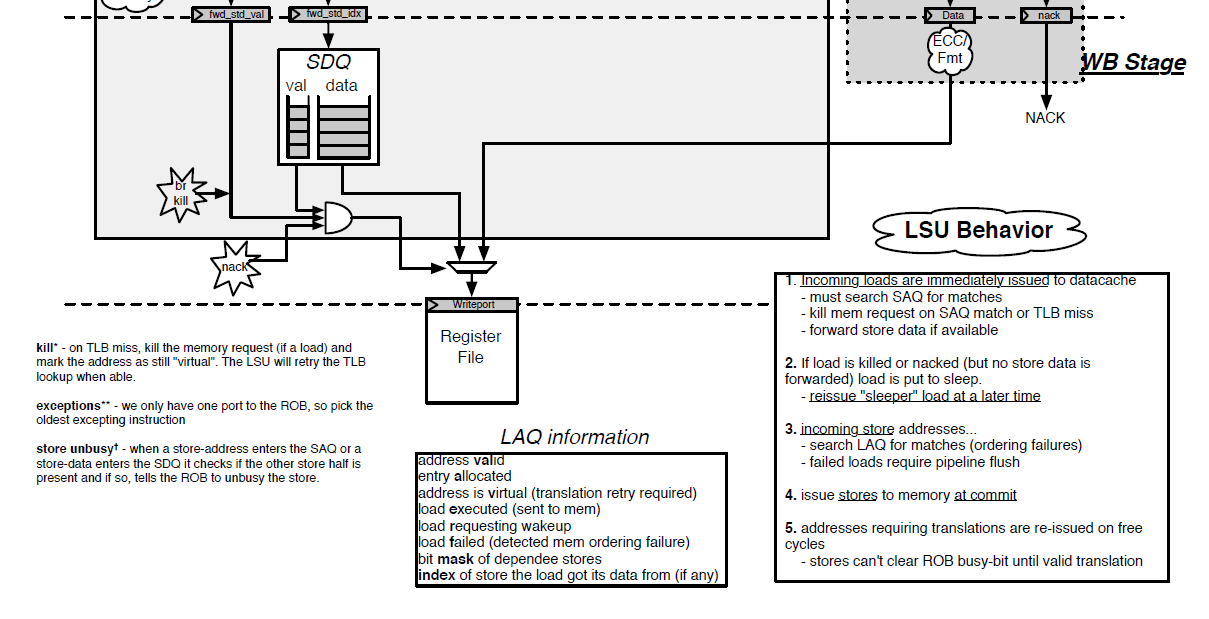 fwd_std_val
fwd_std_idx
Data
nack
SDQ
val data
ECC/
Fmt
WB Stage
NACK
br
kill
nack
Writeport
Register
File
LSU Behavior
1. Incoming loads are immediately issued to datacache
- must search SAQ for matches
- kill mem request on SAQ match or TLB miss
- forward store data if available
2. If load is killed or nacked (but no store data is
forwarded) load is put to sleep.
- reissue "sleeper" load at a later time
3. incoming store addresses...
- search LAQ for matches (ordering failures)
- failed loads require pipeline flush
4. issue stores to memory at commit
5. addresses requiring translations are re-issued on free
cycles
- stores can't clear ROB busy-bit until valid translation
kill* - on TLB miss, kill the memory request (if a load) and
mark the address as still "virtual". The LSU will retry the TLB
lookup when able.
exceptions** - we only have one port to the ROB, so pick the
oldest excepting instruction
store unbusy† - when a store-address enters the SAQ or a
store-data enters the SDQ it checks if the other store half is
present and if so, tells the ROB to unbusy the store.
LAQ information
address valid
entry allocated
address is virtual (translation retry required)
load executed (sent to mem)
load requesting wakeup
load failed (detected mem ordering failure)
bit mask of dependee stores
index of store the load got its data from (if any)